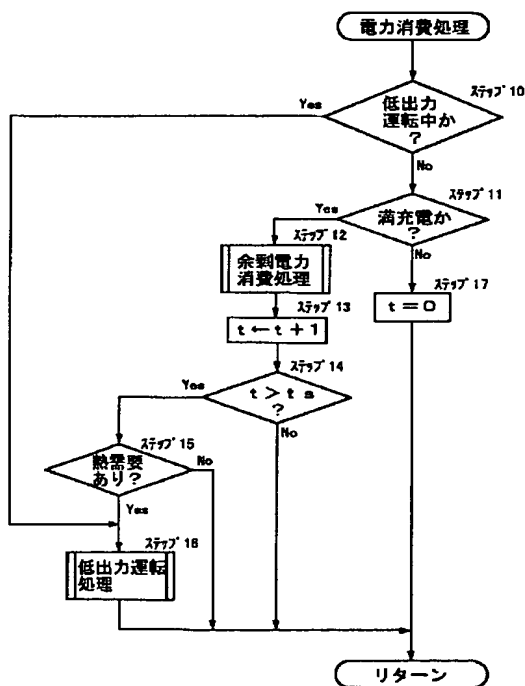 電力消費処理
ステップ10
Yes
低出力
運転中か
?
No
ステップ11
Yes
満充電か
?
No
ステップ12
余剰電力
消費処理
ステップ17
t=0
ステップ13
t←t+1
ステップ14
Yes
t>ts
?
No
ステップ15
熱需要
あり?
No
Yes
ステップ16
低出力運転
処理
リターン